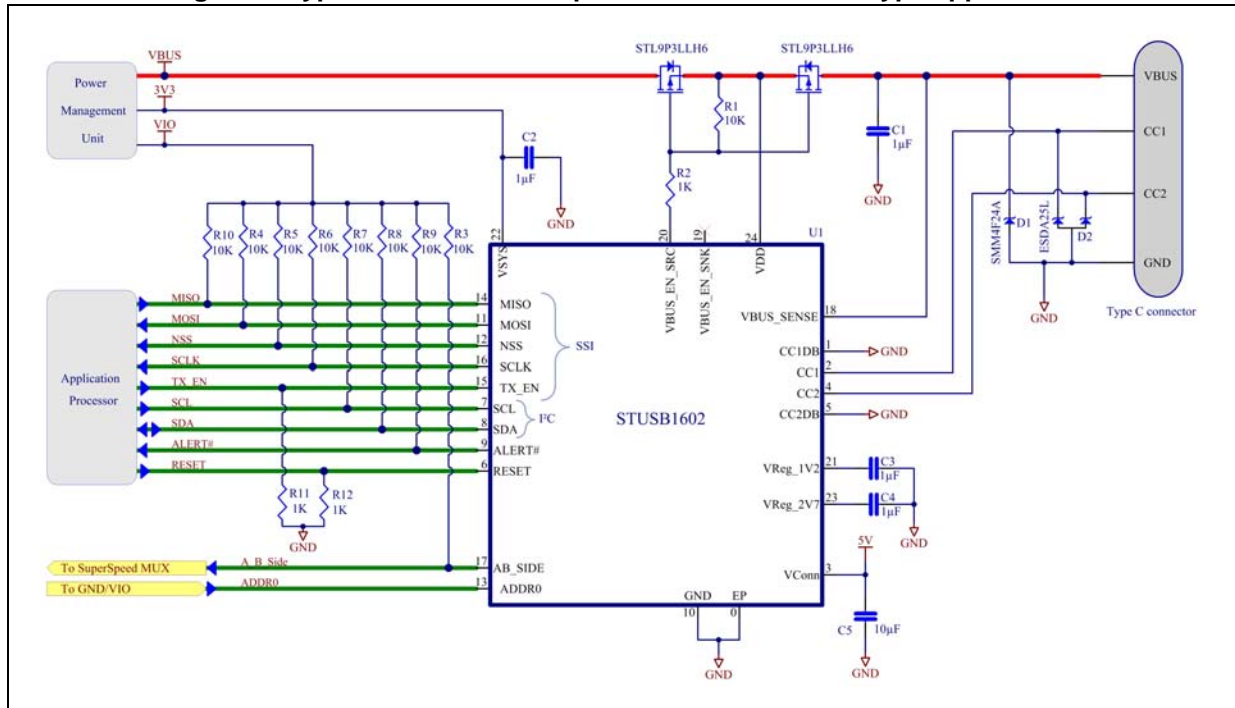 VBUS
STL9P3LLH6
STL9P3LLH6
Power
Management
Unit
3V3
VIO
R1
10K
C1
1µF
GND
VBUS
CC1
CC2
GND
Type C connector
C2
1µF
GND
R2
1K
SMM4F24A
D1
ESDA25L
D2
GND
R10
10K
R4
10K
R5
10K
R6
10K
R7
10K
R8
10K
R9
10K
R3
10K
22
VSYS
20
VBUS_EN_SRC
19
VBUS_EN_SNK
24
VDD
U1
Application
Processor
MISO
14
MISO
MOSI
11
MOSI
NSS
12
NSS
SCLK
16
SCLK
TX_EN
15
TX_EN
SSI
SCL
7
SCL
SDA
8
SDA
I²C
ALERT#
9
ALERT#
RESET
6
RESET
STUSB1602
VBUS_SENSE
18
CC1DB
1
GND
CC1
2
CC2
4
CC2DB
5
GND
VReg_1V2
21
C3
1µF
VReg_2V7
23
C4
1µF
GND
R11
1K
R12
1K
GND
To SuperSpeed MUX
A_B_Side
17
AB_SIDE
To GND/VIO
ADDR0
13
ADDR0
5V
VConn
3
C5
10µF
GND
GND
10
EP
0
GND